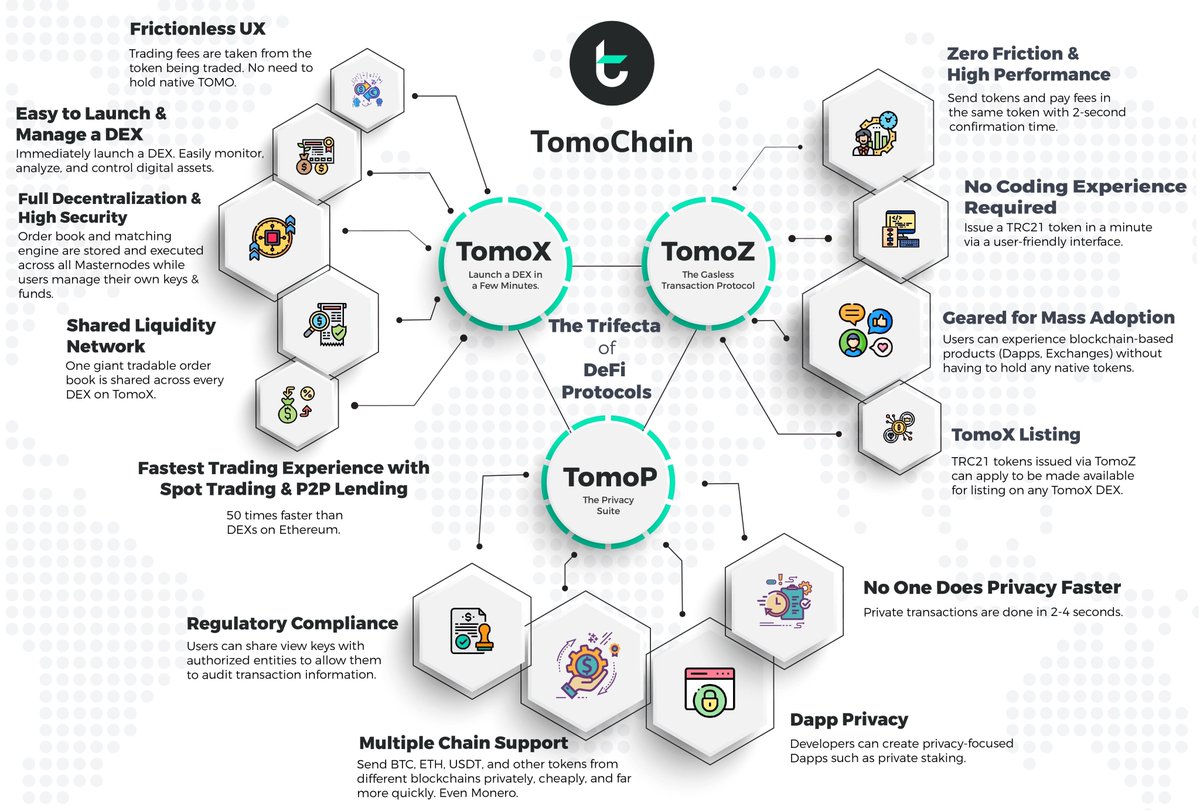 TomoChain
Frictionless UX
Trading fees are taken from the
token being traded. No need to
hold native TOMO.
Easy to Launch &
Manage a DEX
Immediately launch a DEX. Easily monitor,
analyze, and control digital assets.
Full Decentralization &
High Security
Order book and matching
engine are stored and executed
across all Masternodes while
users manage their own keys &
funds.
Shared Liquidity
Network
One giant tradable order
book is shared across every
DEX on TomoX.
Fastest Trading Experience with
Spot Trading & P2P Lending
50 times faster than
DEXs on Ethereum.
TomoX
Launch a DEX in
a Few Minutes.
TomoZ
The Gasless
Transaction Protocol
The Trifecta
of
DeFi
Protocols
TomoP
The Privacy
Suite
Zero Friction &
High Performance
Send tokens and pay fees in
the same token with 2-second
confirmation time.
No Coding Experience
Required
Issue a TRC21 token in a minute
via a user-friendly interface.
Geared for Mass Adoption
Users can experience blockchain-based
products (Dapps, Exchanges) without
having to hold any native tokens.
TomoX Listing
TRC21 tokens issued via TomoZ
can apply to be made available
for listing on any TomoX DEX.
Regulatory Compliance
Users can share view keys with
authorized entities to allow them
to audit transaction information.
Multiple Chain Support
Send BTC, ETH, USDT, and other tokens from
different blockchains privately, cheaply, and far
more quickly. Even Monero.
Dapp Privacy
Developers can create privacy-focused
Dapps such as private staking.
No One Does Privacy Faster
Private transactions are done in 2-4 seconds.